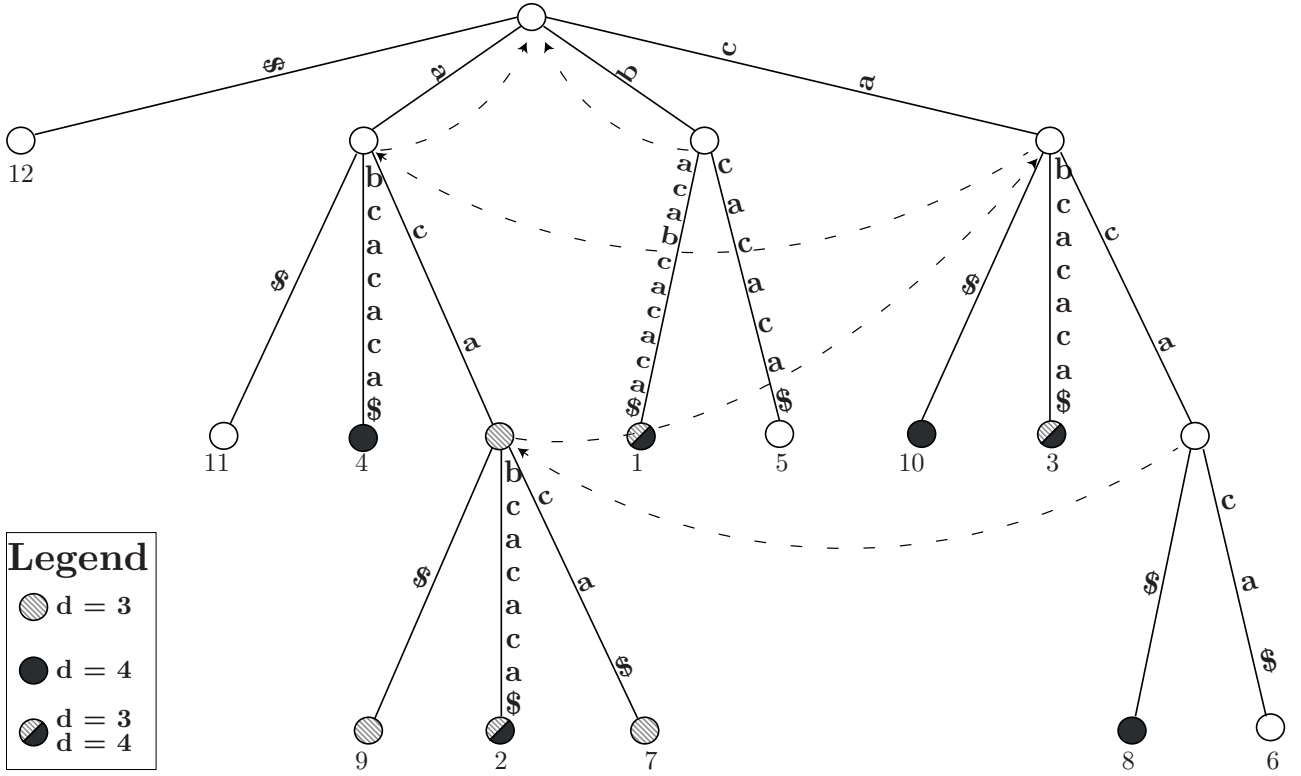 $
a
b
c a
12
$
b c a c a c a $
c a
a c a b c a c a c a $
c a c a c a $
$
b c a c a c a $
c a
11
4
1
5
10
3
$
b c a c a c a $
c a $
$
c a $
9
2
7
8
6
Legend
d = 3
d = 4
d = 3
d = 4